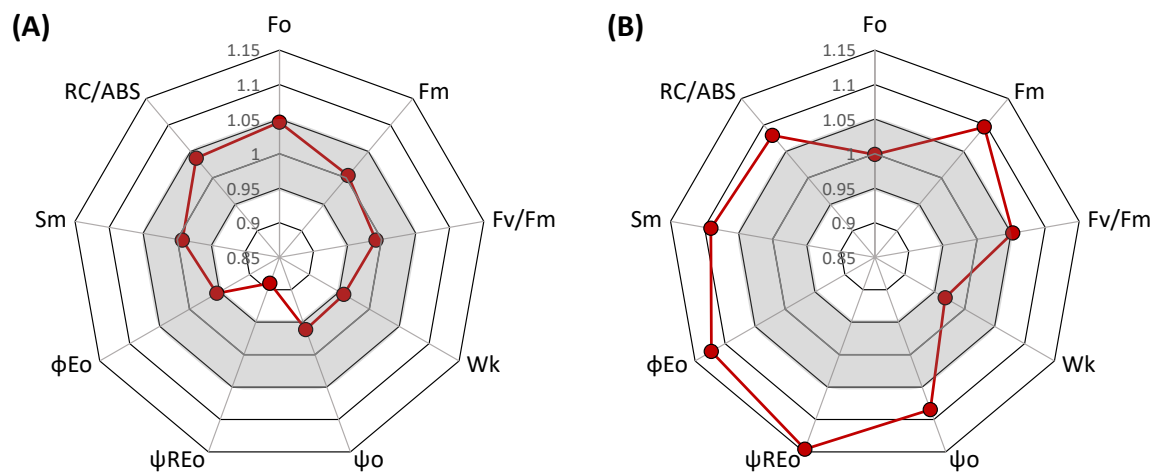 (A)
Fo
Fm
Fv/Fm
Wk
ψo
ψREo
ϕEo
Sm
RC/ABS
1.15
1.1
1.05
1
0.95
0.9
0.85
(B)
Fo
Fm
Fv/Fm
Wk
ψo
ψREo
ϕEo
Sm
RC/ABS
1.15
1.1
1.05
1
0.95
0.9
0.85